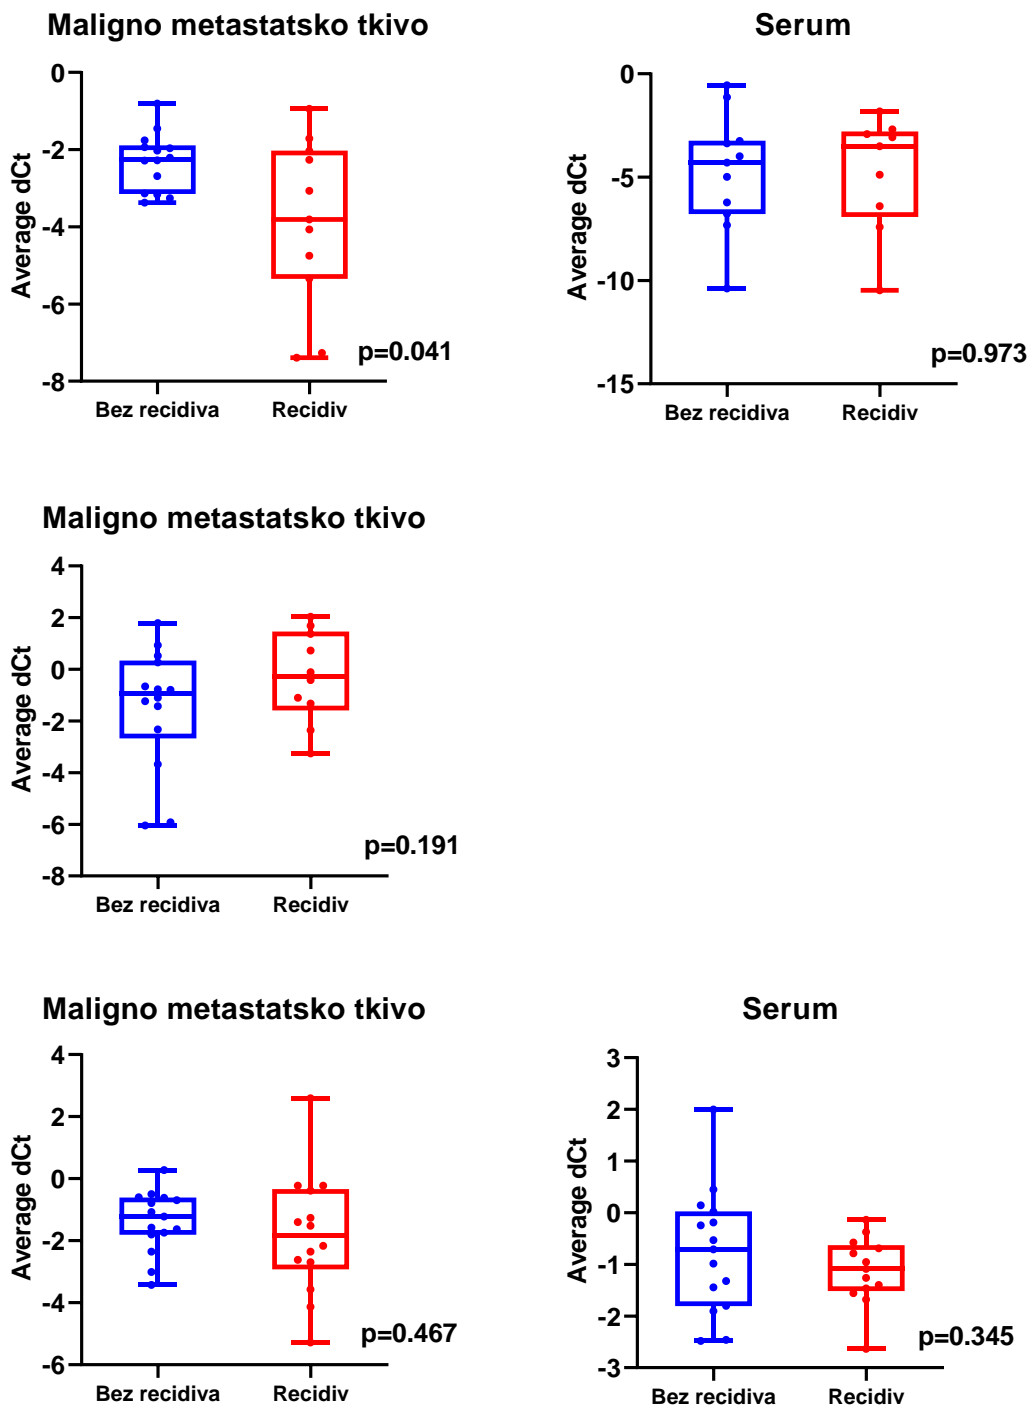 Maligno metastatsko tkivo
Average dCt
0
-2
-4
-6
-8
p=0.041
Bez recidiva Recidiv
Serum
Average dCt
0
-5
-10
-15
p=0.973
Bez recidiva Recidiv
Maligno metastatsko tkivo
Average dCt
4
2
0
-2
-4
-6
-8
p=0.191
Bez recidiva Recidiv
Maligno metastatsko tkivo
Average dCt
4
2
0
-2
-4
-6
p=0.467
Bez recidiva Recidiv
Serum
Average dCt
3
2
1
0
-1
-2
-3
p=0.345
Bez recidiva Recidiv